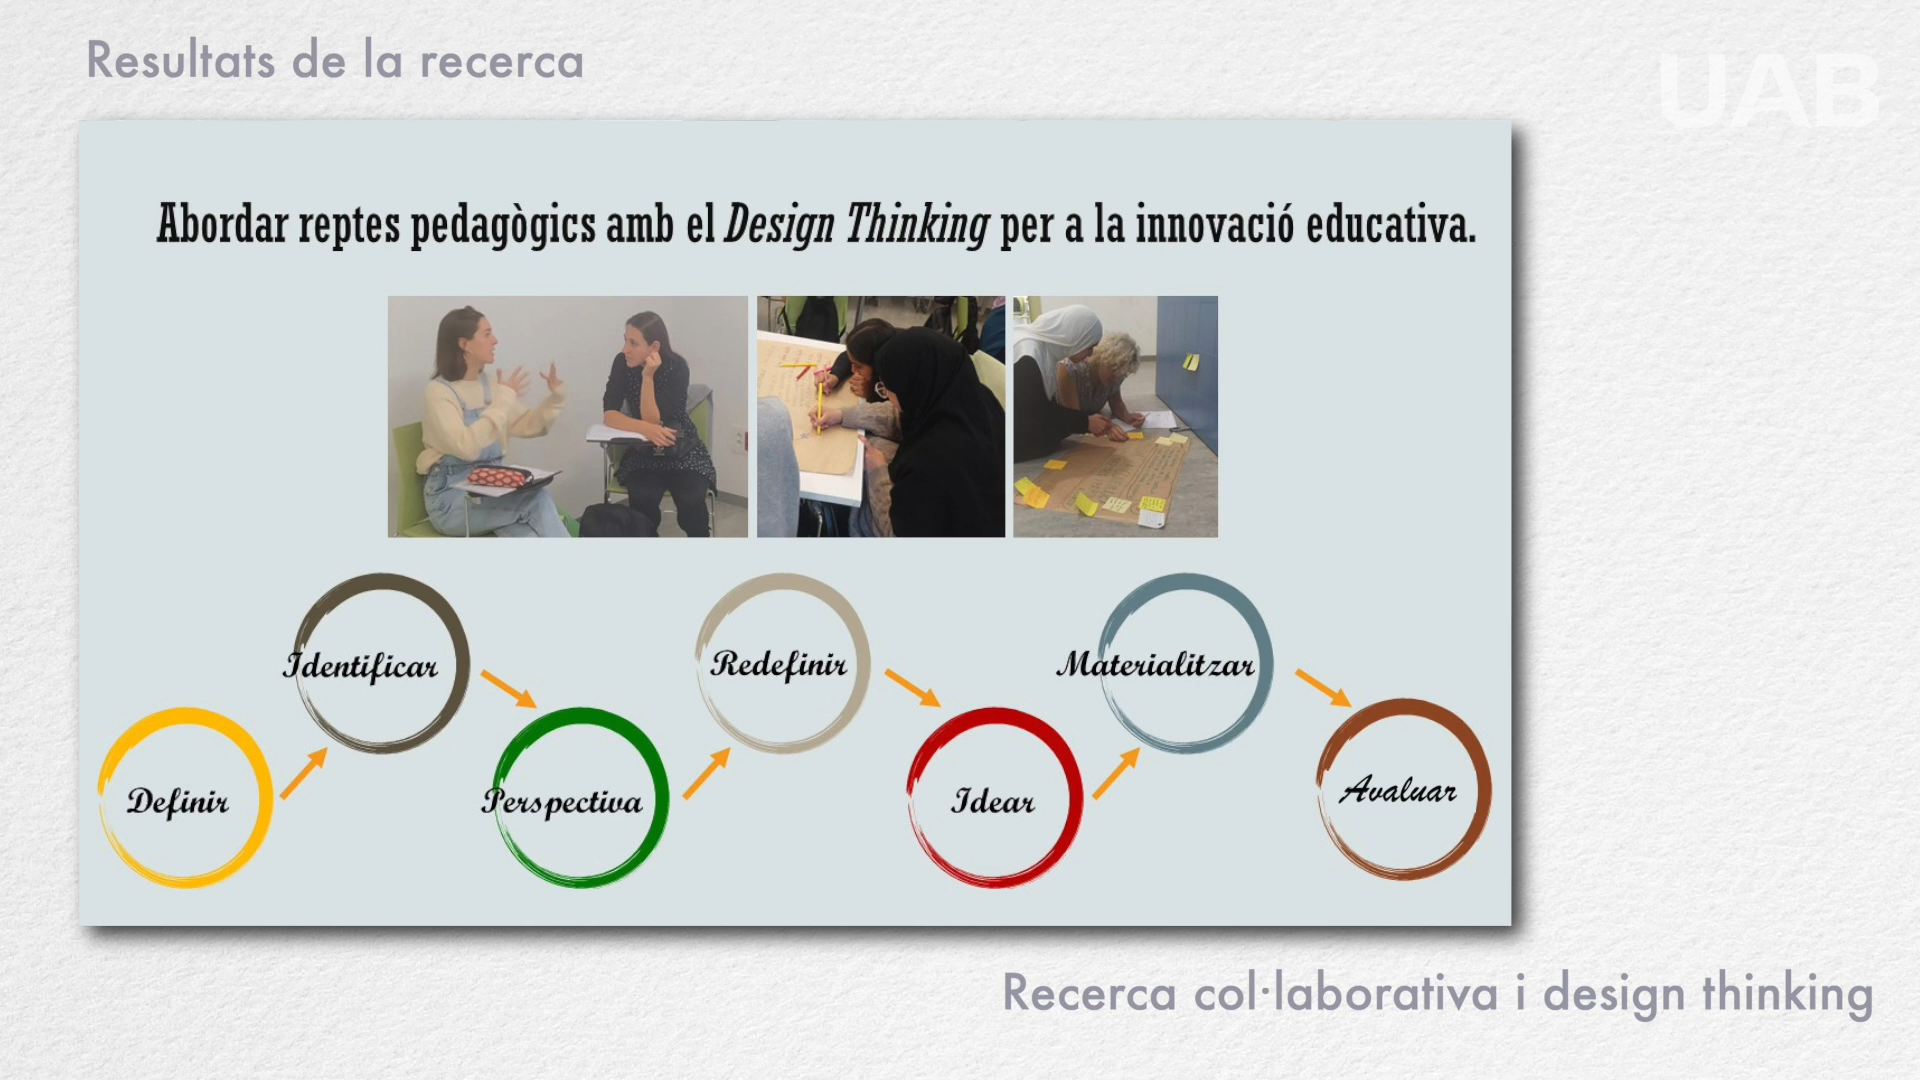 Resultats de la recerca
UAB
Abordar reptes pedagògics amb el Design Thinking per a la innovació educativa.
Identificar
Redefinir
Materialitzar
Definir
Perspectiva
Idear
Avaluar
Recerca col·laborativa i design thinking